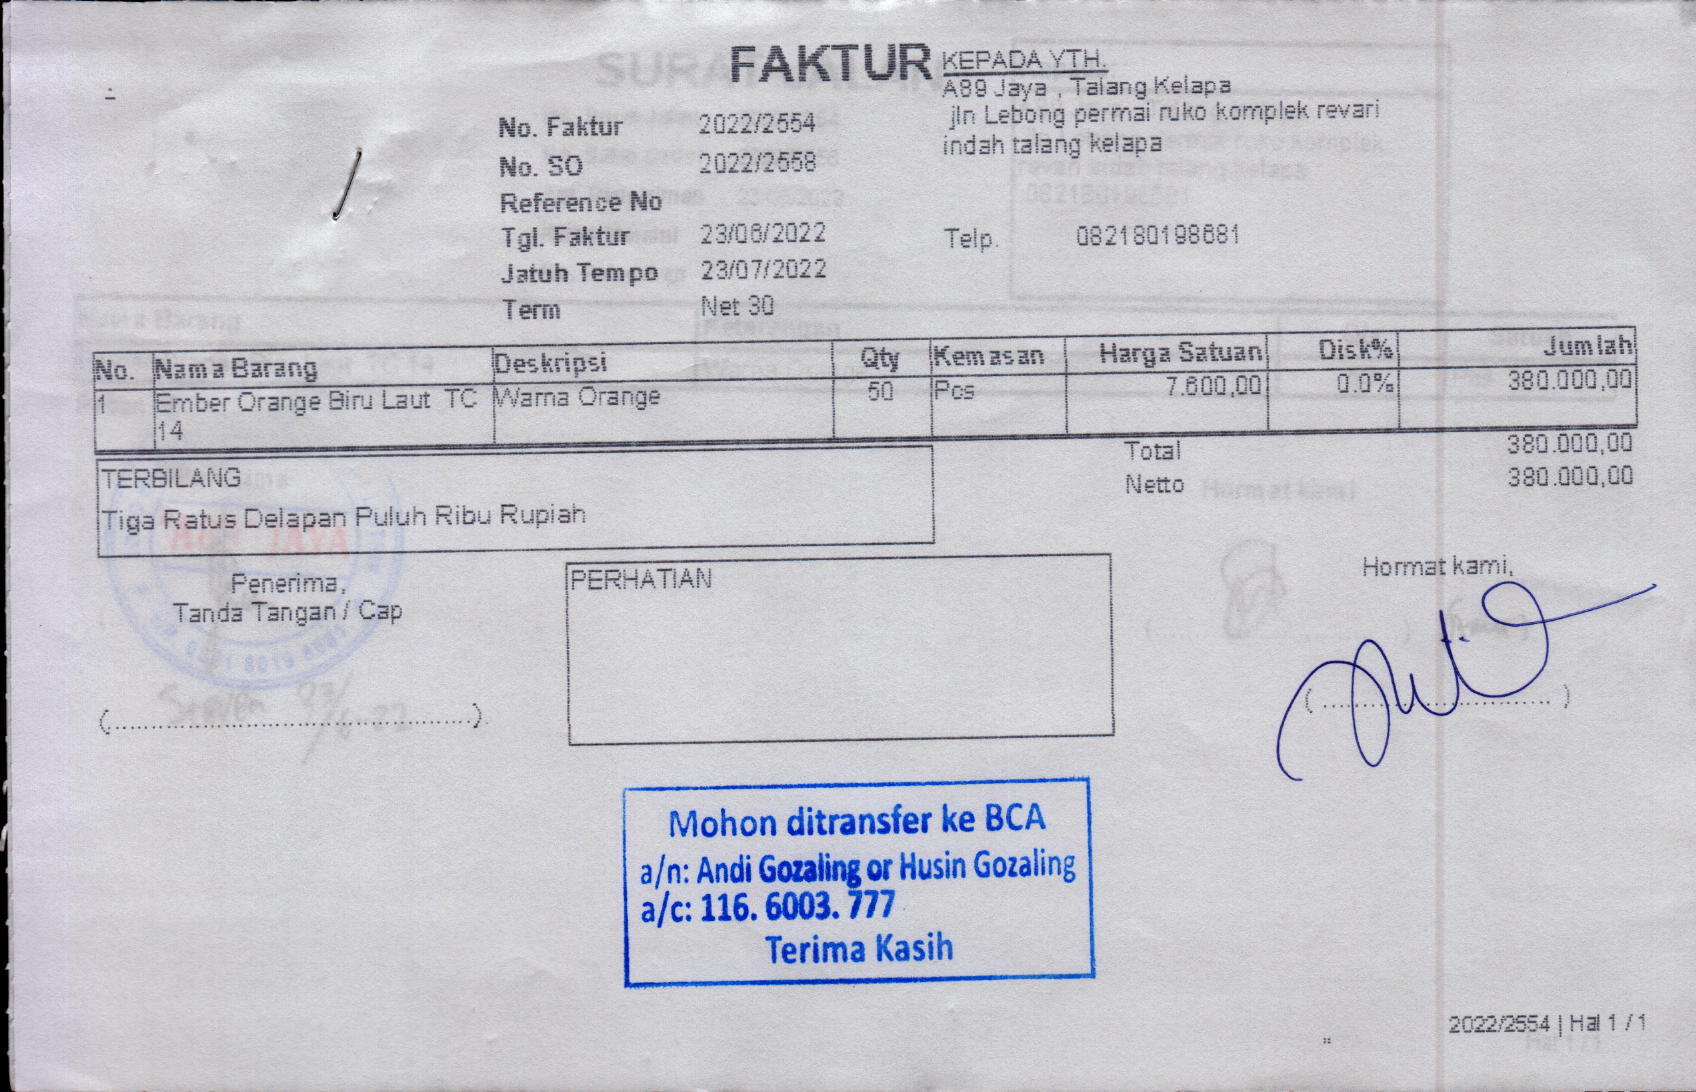 FAKTUR
KEPADA YTH.
A89 Jaya , Talang Kelapa
jln Lebong permai ruko komplek revari
indah talang kelapa
Telp. 082180198681
No. Faktur 2022/2554
No. SO 2022/2558
Reference No
Tgl. Faktur 23/06/2022
Jatuh Tempo 23/07/2022
Term Net 30
No. Nama Barang Deskripsi Qty Kemasan Harga Satuan Disk% Jumlah
1 Ember Orange Biru Laut TC Warna Orange 50 Pcs 7.600,00 0.0% 380.000,00
14
Total 380.000,00
Netto 380.000,00
TERBILANG
Tiga Ratus Delapan Puluh Ribu Rupiah
Penerima,
Tanda Tangan / Cap
PERHATIAN
Hormat kami,
Mohon ditransfer ke BCA
a/n: Andi Gozaling or Husin Gozaling
a/c: 116. 6003. 777
Terima Kasih
2022/2554 | Hal 1 / 1